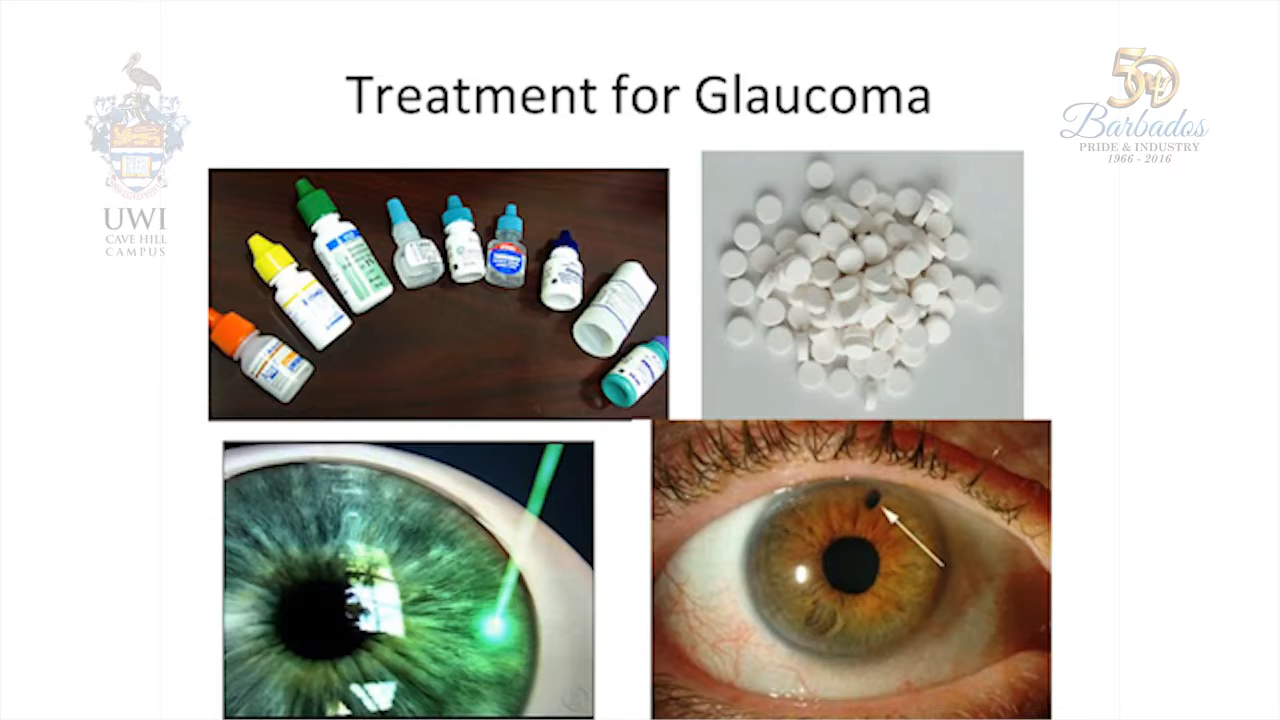 Treatment for Glaucoma
UWI
CAVE HILL
CAMPUS
50
Barbados
PRIDE & INDUSTRY
1966 - 2016